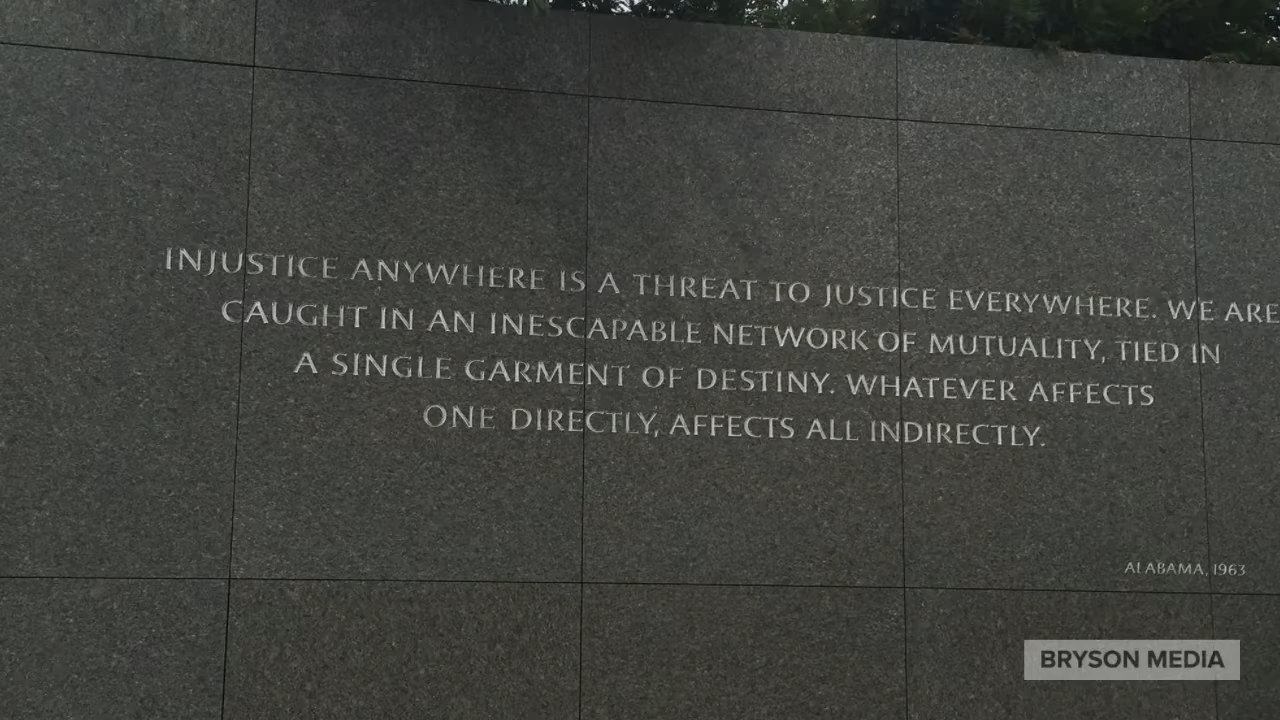 INJUSTICE ANYWHERE IS A THREAT TO JUSTICE EVERYWHERE. WE ARE
CAUGHT IN AN INESCAPABLE NETWORK OF MUTUALITY, TIED IN
A SINGLE GARMENT OF DESTINY. WHATEVER AFFECTS
ONE DIRECTLY, AFFECTS ALL INDIRECTLY.
ALABAMA, 1963
BRYSON MEDIA